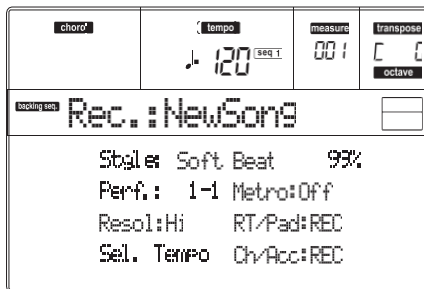 chord tempo measure transpose
♩= 120 seq 1 001 C
octave
backing seq. Rec.:NewSong
Style: Soft Beat 93%
Perf.: 1-1 Metro:Off
Resol:Hi RT/Pad:REC
Sel. Tempo Ch/Acc:REC